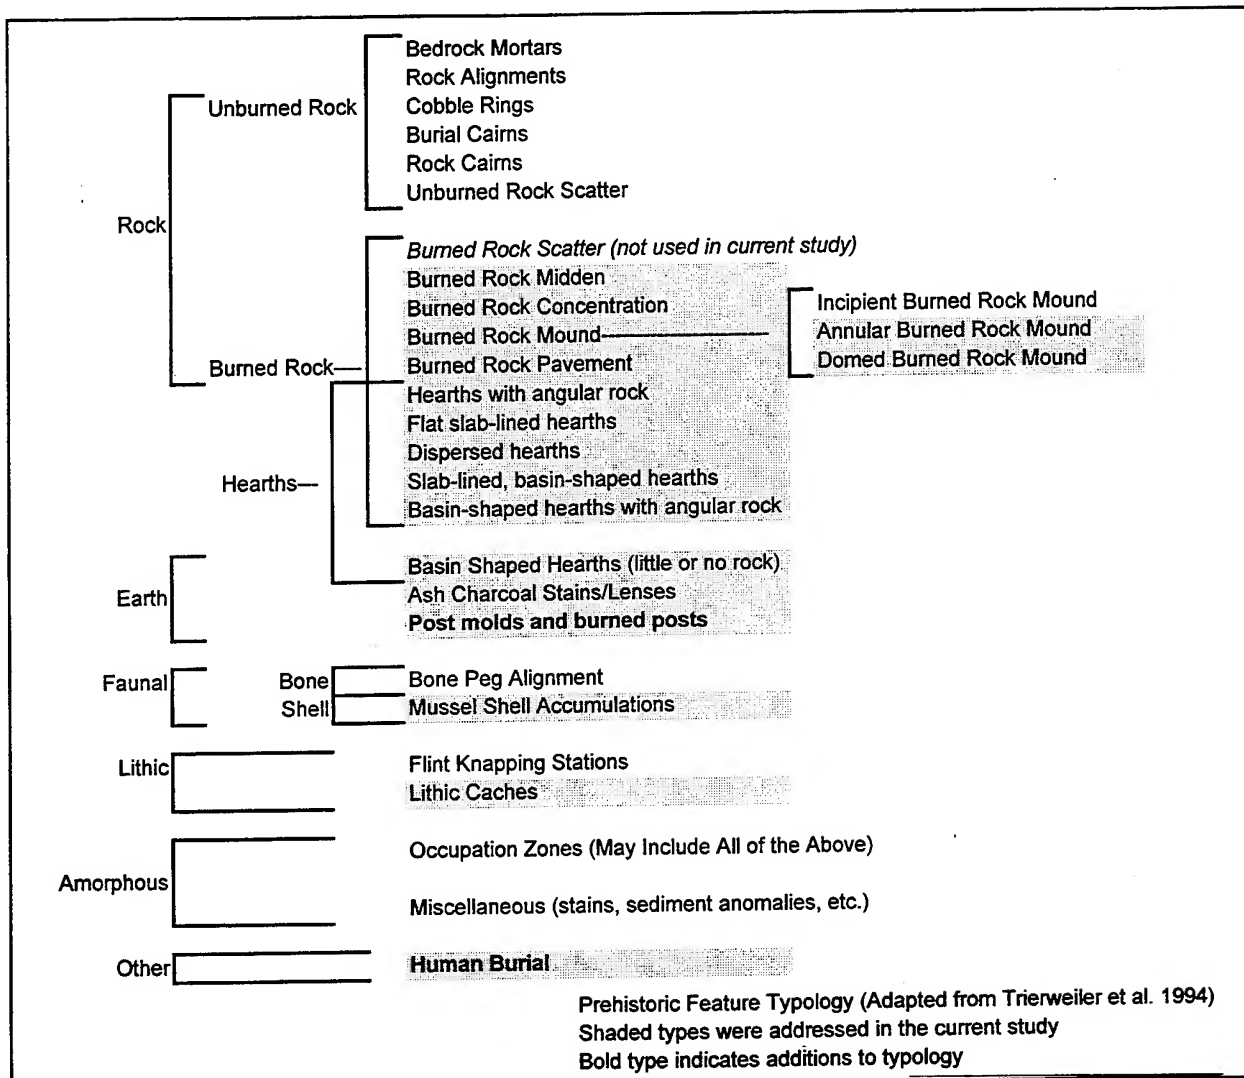 Bedrock Mortars
Rock Alignments
Unburned Rock
Cobble Rings
Burial Cairns
Rock Cairns
Unburned Rock Scatter
Rock
Burned Rock Scatter (not used in current study)
Burned Rock Midden
Burned Rock Concentration
Incipient Burned Rock Mound
Burned Rock Mound
Annular Burned Rock Mound
Burned Rock
Burned Rock Pavement
Domed Burned Rock Mound
Hearths with angular rock
Flat slab-lined hearths
Dispersed hearths
Hearths
Slab-lined, basin-shaped hearths
Basin-shaped hearths with angular rock
Basin Shaped Hearths (little or no rock)
Earth
Ash Charcoal Stains/Lenses
Post molds and burned posts
Faunal
Bone
Bone Peg Alignment
Shell
Mussel Shell Accumulations
Lithic
Flint Knapping Stations
Lithic Caches
Occupation Zones (May Include All of the Above)
Amorphous
Miscellaneous (stains, sediment anomalies, etc.)
Other
Human Burial
Prehistoric Feature Typology (Adapted from Trierweiler et al. 1994)
Shaded types were addressed in the current study
Bold type indicates additions to typology